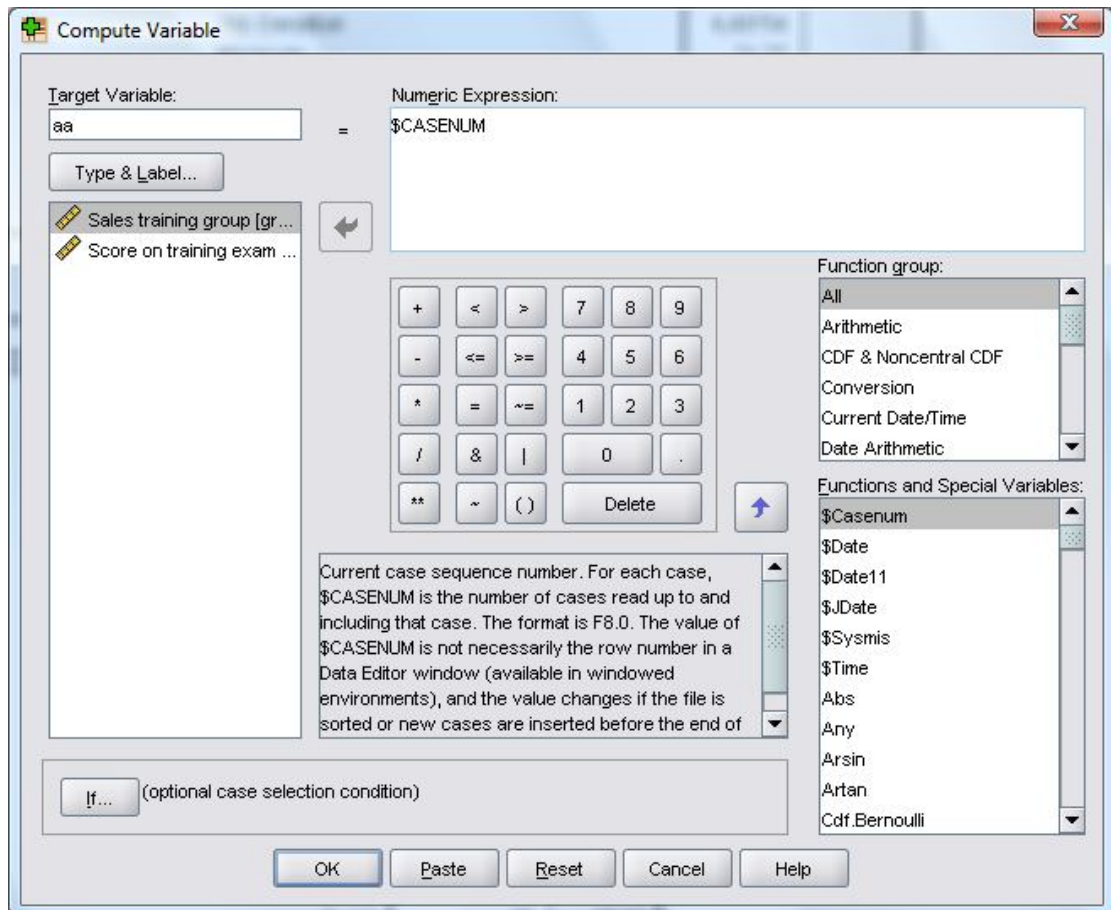 Compute Variable
Target Variable:
aa
=
Numeric Expression:
$CASENUM
Type & Label...
Sales training group [gr...
Score on training exam ...
+ < > 7 8 9
- <= >= 4 5 6
* = ~= 1 2 3
/ & | 0 .
** ~ ( ) Delete
Function group:
All
Arithmetic
CDF & Noncentral CDF
Conversion
Current Date/Time
Date Arithmetic
Functions and Special Variables:
$Casenum
$Date
$Date11
$JDate
$Sysmis
$Time
Abs
Any
Arsin
Artan
Cdf.Bernoulli
Current case sequence number. For each case,
$CASENUM is the number of cases read up to and
including that case. The format is F8.0. The value of
$CASENUM is not necessarily the row number in a
Data Editor window (available in windowed
environments), and the value changes if the file is
sorted or new cases are inserted before the end of
If... (optional case selection condition)
OK Paste Reset Cancel Help